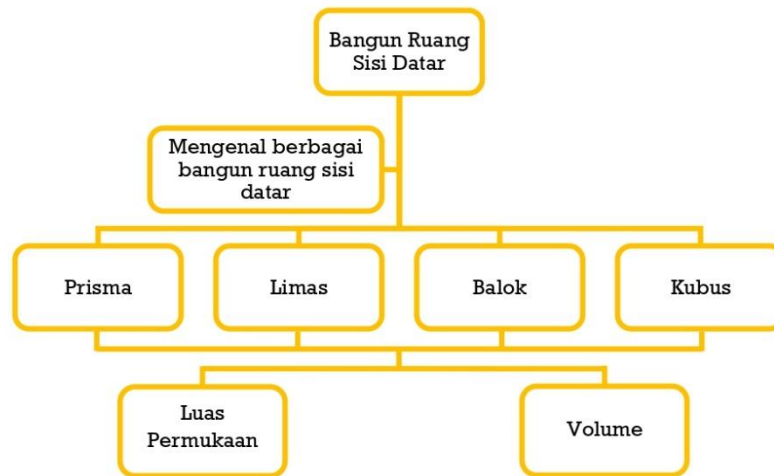 Bangun Ruang
Sisi Datar
Mengenal berbagai
bangun ruang sisi
datar
Prisma
Limas
Balok
Kubus
Luas
Permukaan
Volume